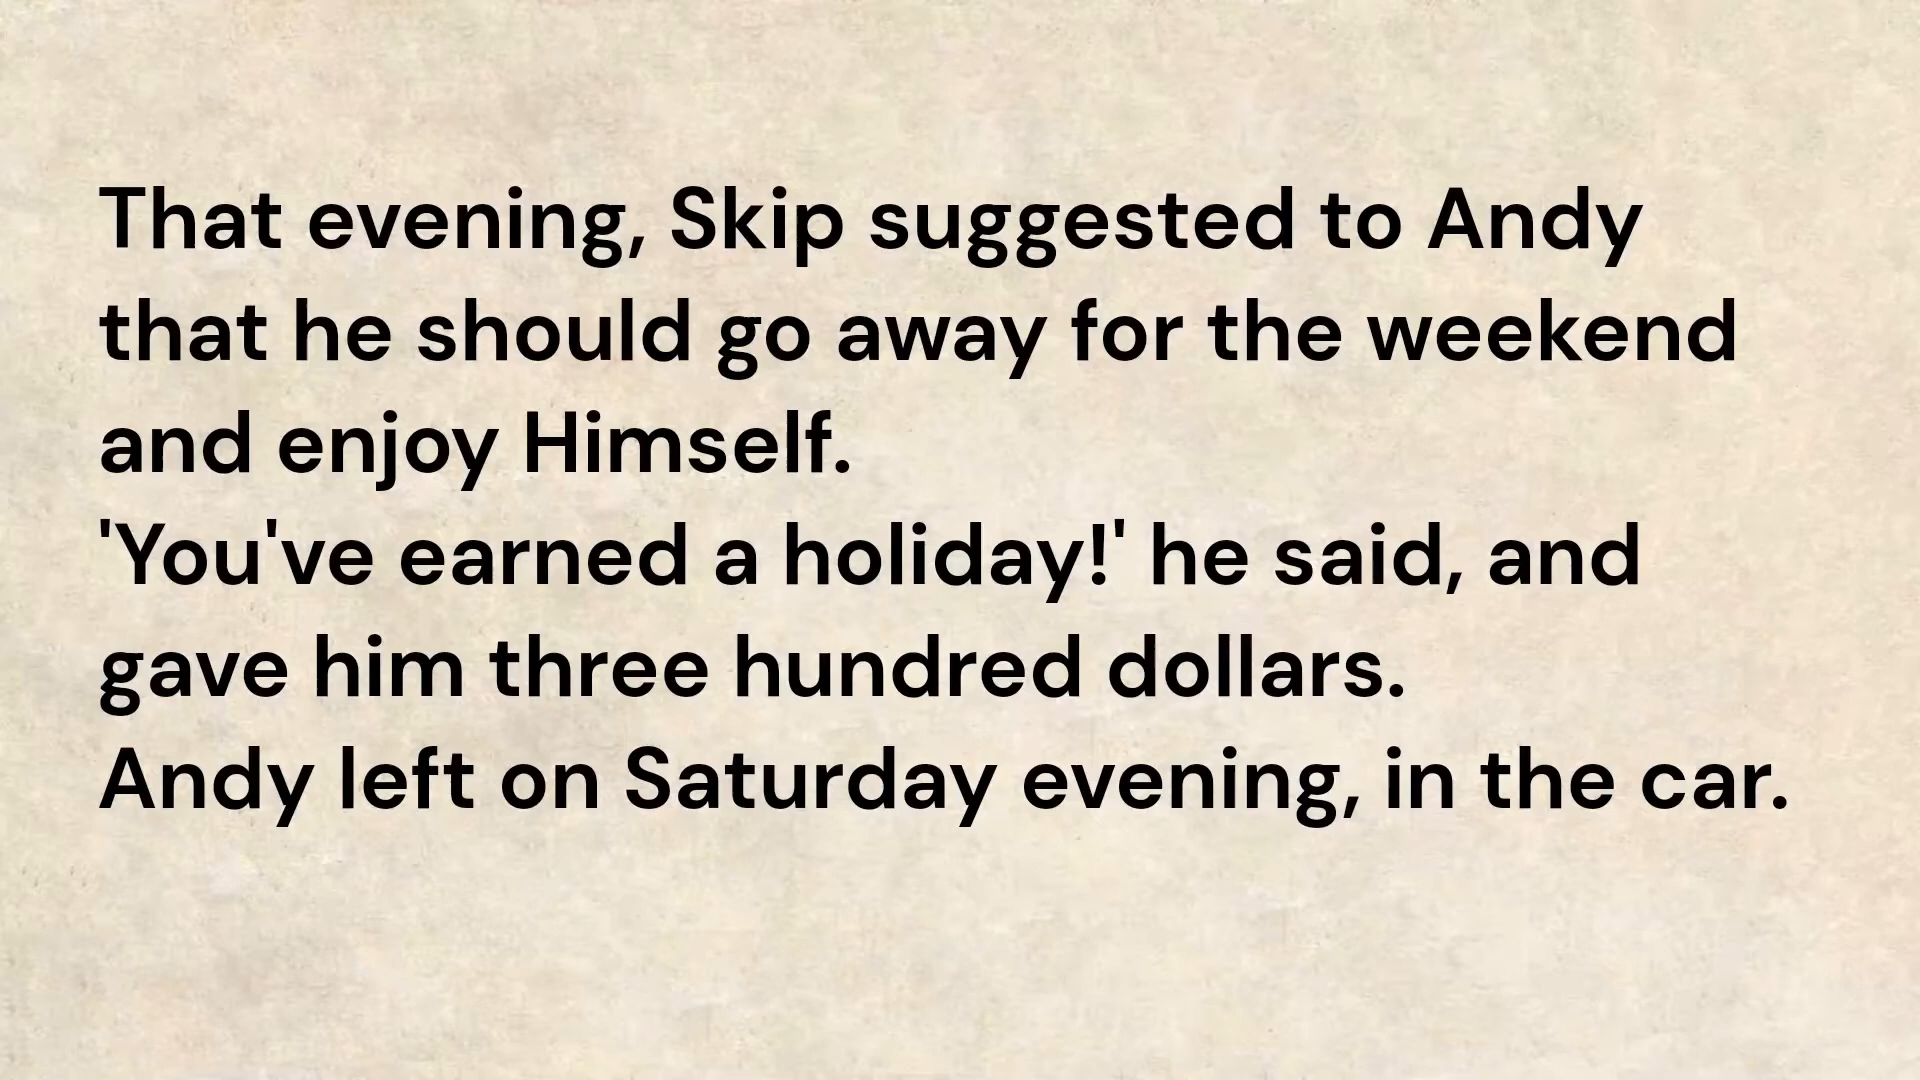 That evening, Skip suggested to Andy
that he should go away for the weekend
and enjoy Himself.
'You've earned a holiday!' he said, and
gave him three hundred dollars.
Andy left on Saturday evening, in the car.